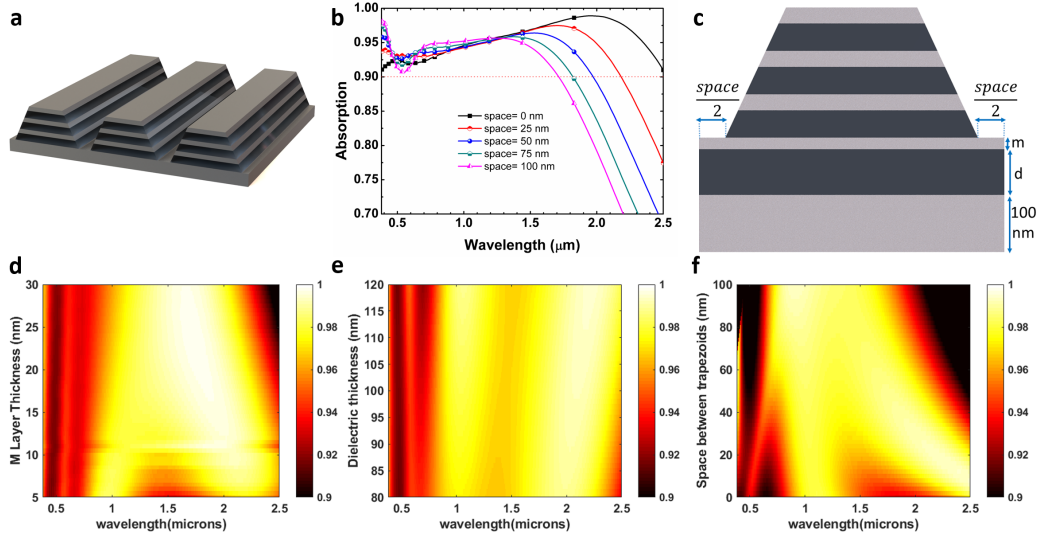 a
b
Absorption
1.00
0.95
0.90
0.85
0.80
0.75
0.70
space= 0 nm
space= 25 nm
space= 50 nm
space= 75 nm
space= 100 nm
0.5 1.0 1.5 2.0 2.5
Wavelength (μm)
c
space
2
space
2
m
d
100
nm
d
M Layer Thickness (nm)
30
25
20
15
10
5
0.5 1 1.5 2 2.5
wavelength(microns)
1
0.98
0.96
0.94
0.92
0.9
e
Dielectric thickness (nm)
120
115
110
105
100
95
90
85
80
0.5 1 1.5 2 2.5
wavelength(microns)
1
0.98
0.96
0.94
0.92
0.9
f
Space between trapezoids (nm)
100
80
60
40
20
0
0.5 1 1.5 2 2.5
wavelength(microns)
1
0.98
0.96
0.94
0.92
0.9